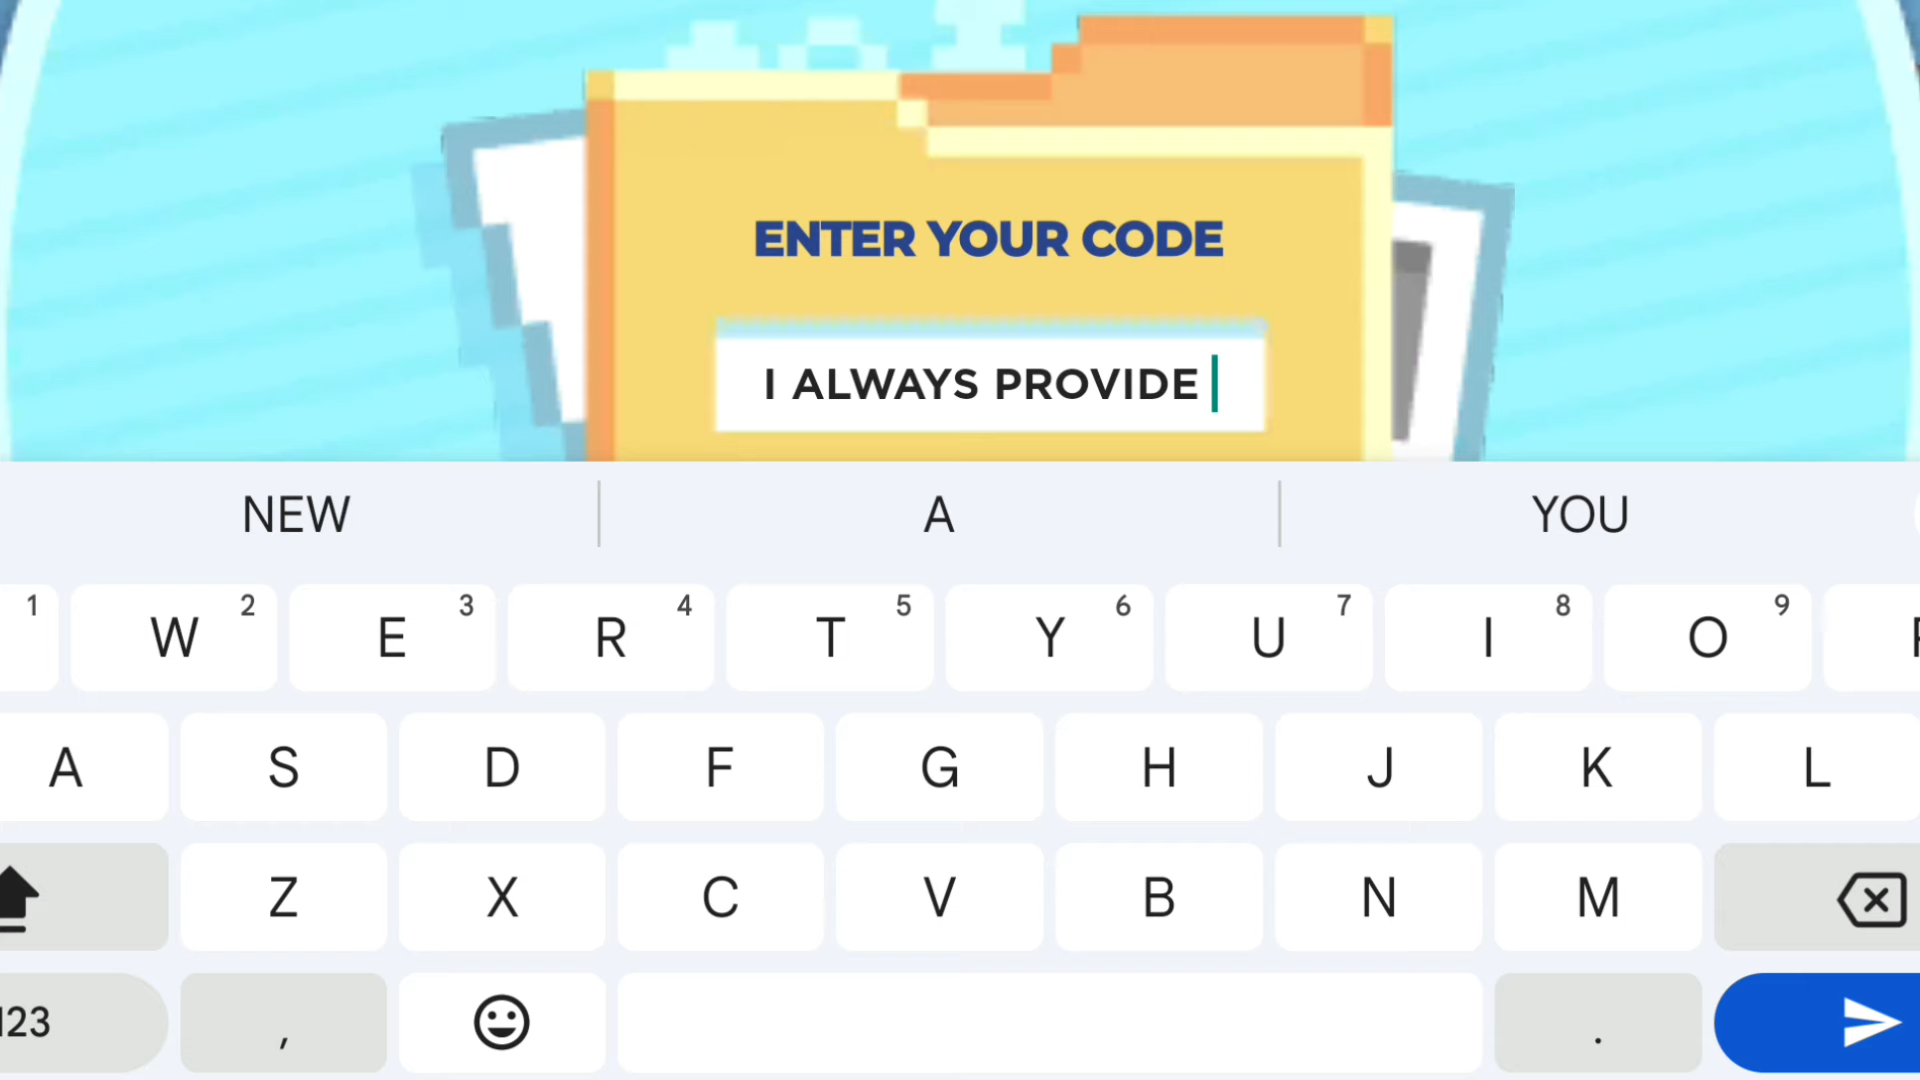 ENTER YOUR CODE
I ALWAYS PROVIDE
NEW A YOU
1 W 2 E 3 R 4 T 5 Y 6 U 7 I 8 O 9
A S D F G H J K L
Z X C V B N M
123 , .